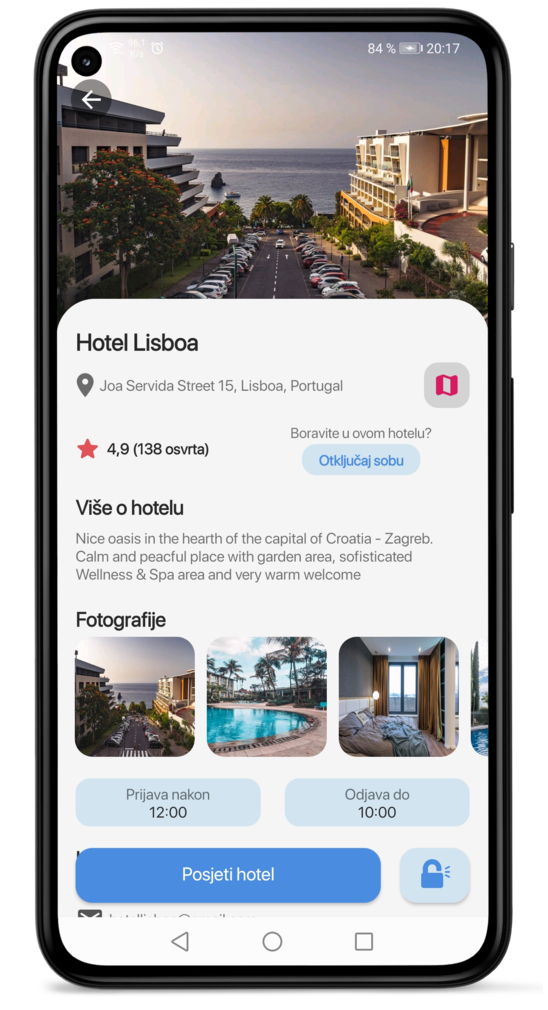 84 % 20:17
Hotel Lisboa
Joa Servida Street 15, Lisboa, Portugal
4,9 (138 osvrta)
Boravite u ovom hotelu?
Otključaj sobu
Više o hotelu
Nice oasis in the hearth of the capital of Croatia - Zagreb.
Calm and peacful place with garden area, sofisticated
Wellness & Spa area and very warm welcome
Fotografije
Prijava nakon
12:00
Odjava do
10:00
Posjeti hotel